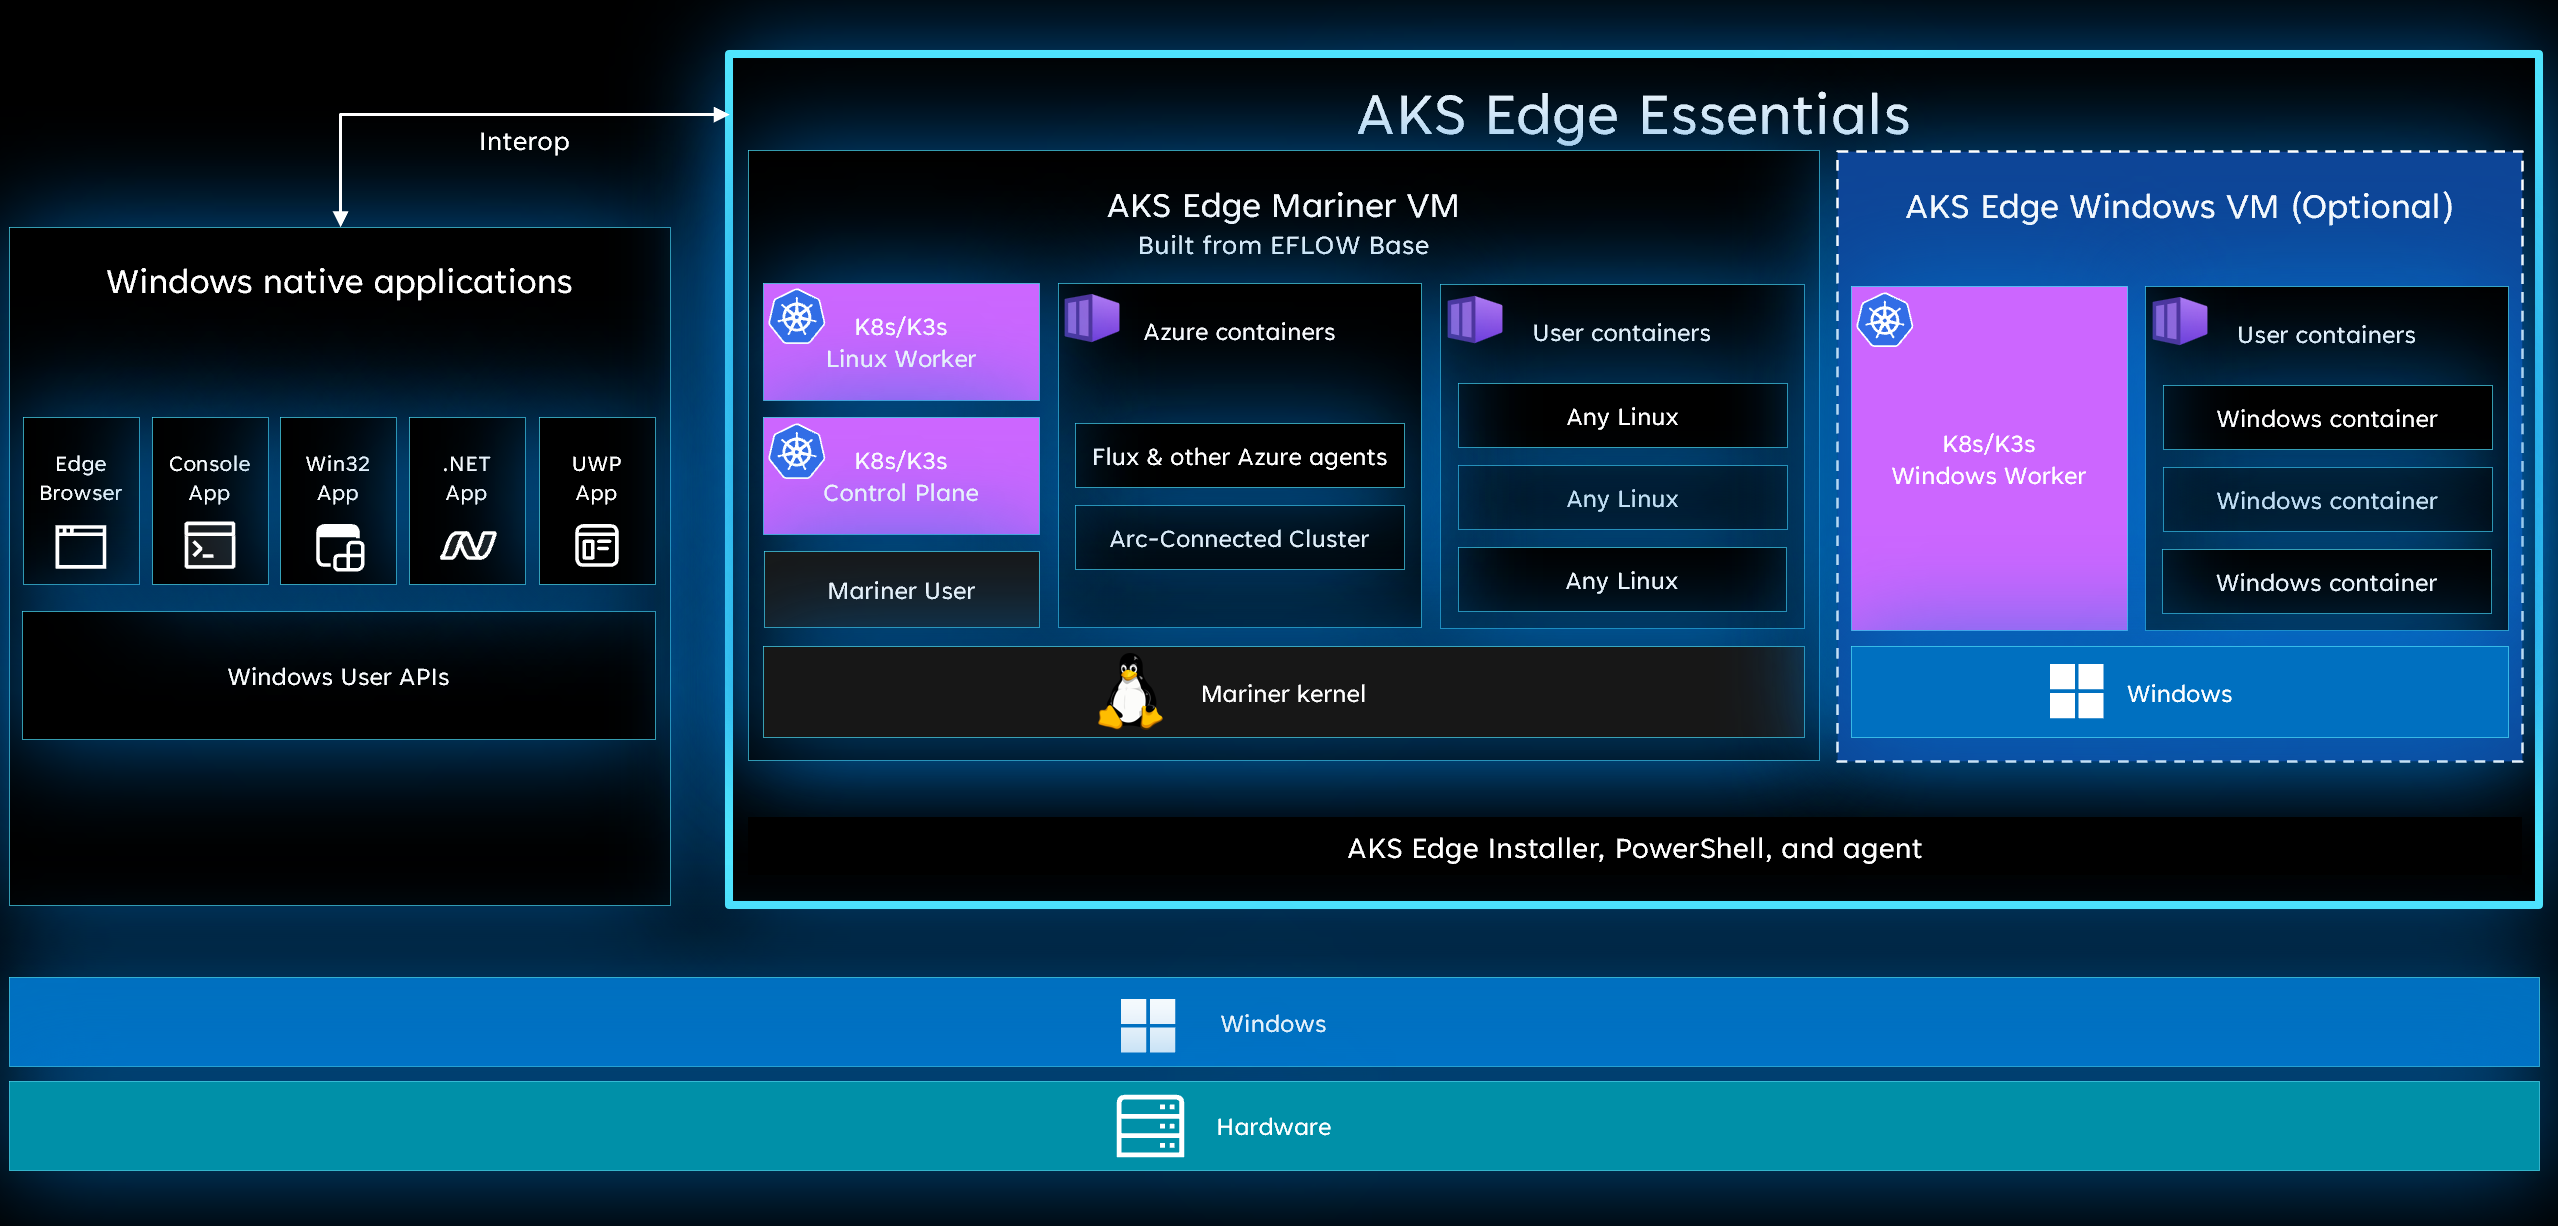 AKS Edge Essentials
Interop
Windows native applications
Edge
Browser
Console
App
Win32
App
.NET
App
UWP
App
Windows User APIs
AKS Edge Mariner VM
Built from EFLOW Base
K8s/K3s
Linux Worker
K8s/K3s
Control Plane
Mariner User
Azure containers
Flux & other Azure agents
Arc-Connected Cluster
User containers
Any Linux
Any Linux
Any Linux
Mariner kernel
AKS Edge Windows VM (Optional)
K8s/K3s
Windows Worker
User containers
Windows container
Windows container
Windows container
Windows
AKS Edge Installer, PowerShell, and agent
Windows
Hardware